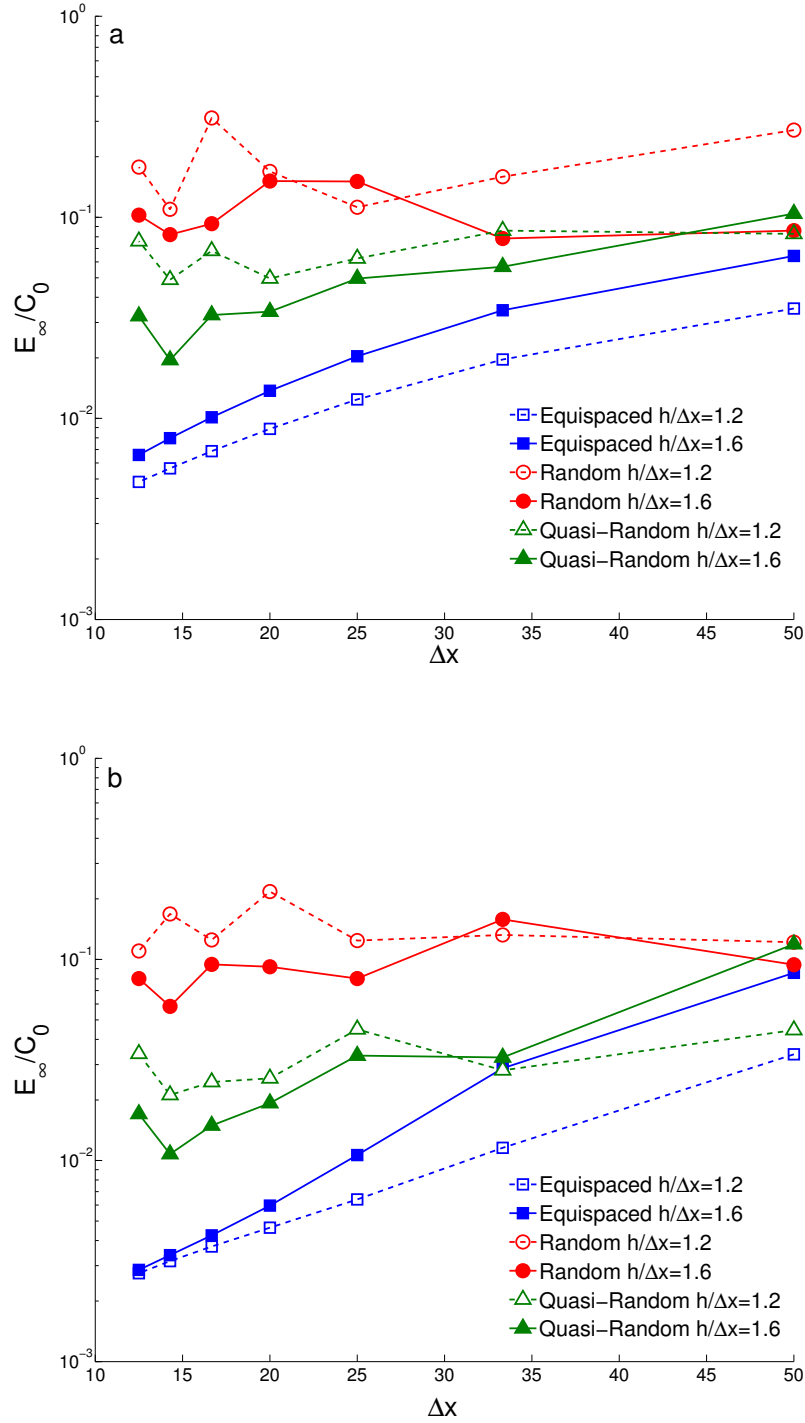 a
10^0
10^-1
10^-2
10^-3
E∞/C0
Equispaced h/Δx=1.2
Equispaced h/Δx=1.6
Random h/Δx=1.2
Random h/Δx=1.6
Quasi−Random h/Δx=1.2
Quasi−Random h/Δx=1.6
10 15 20 25 30 35 40 45 50
Δx
b
10^0
10^-1
10^-2
10^-3
E∞/C0
Equispaced h/Δx=1.2
Equispaced h/Δx=1.6
Random h/Δx=1.2
Random h/Δx=1.6
Quasi−Random h/Δx=1.2
Quasi−Random h/Δx=1.6
10 15 20 25 30 35 40 45 50
Δx